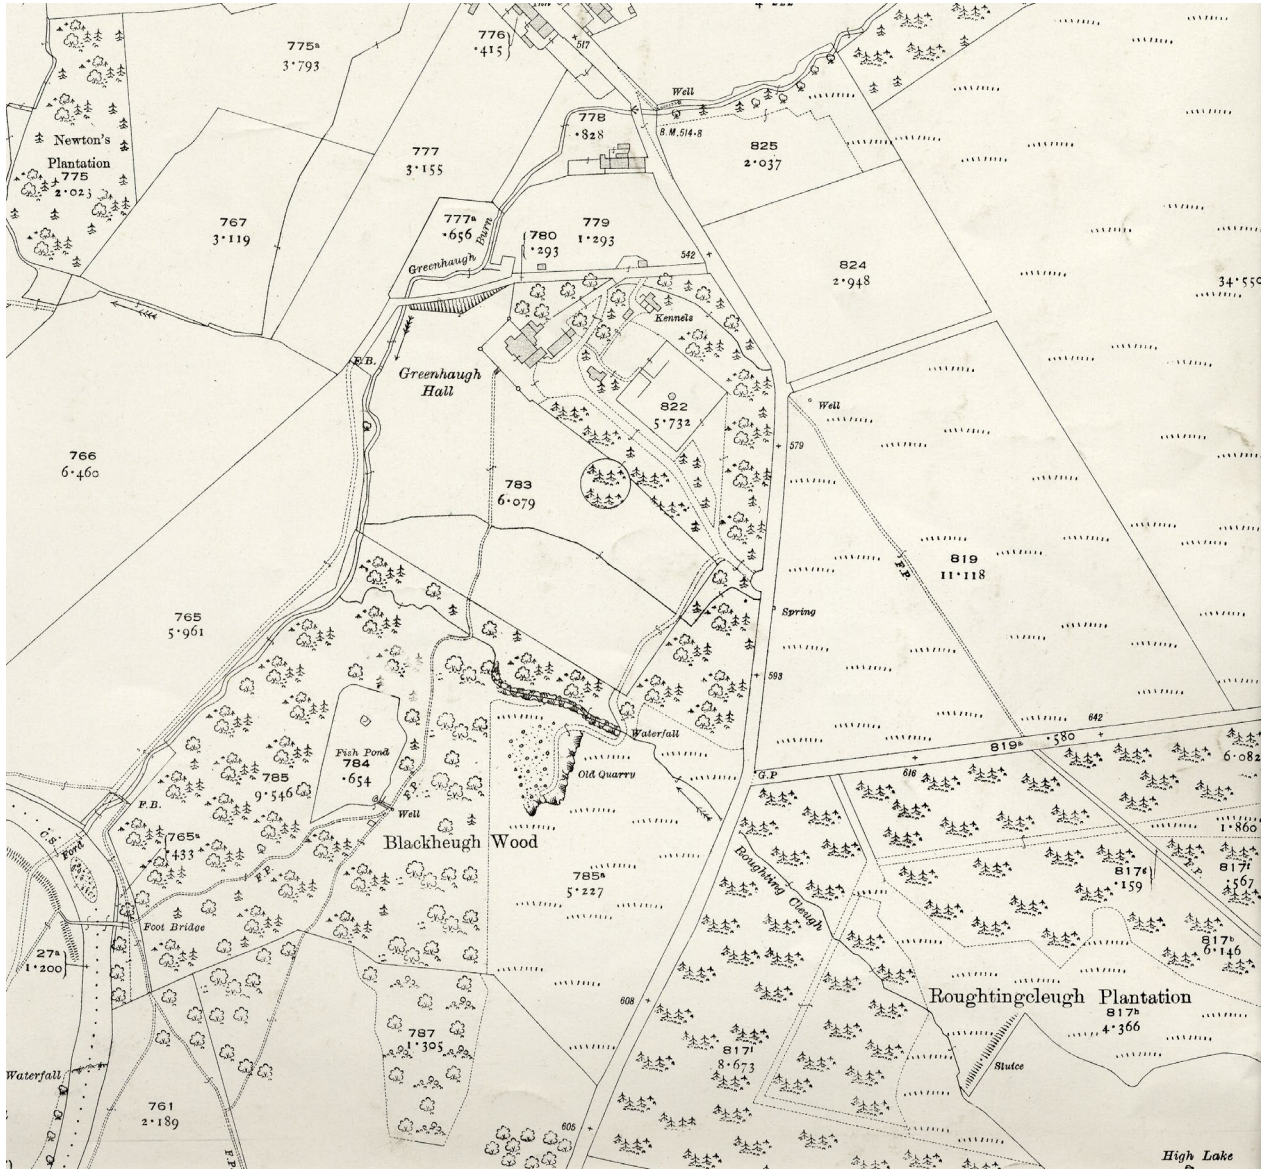 776
·415
517
775a
3·793
Well
Newton's
Plantation
775
2·023
778
·828
B.M.514·8
825
2·037
777
3·155
767
3·119
777a
·656
Greenhaugh Burn
780
·293
779
1·293
542
824
2·948
34·550
Kennels
F.B.
Greenhaugh
Hall
822
5·732
Well
579
766
6·460
783
6·079
F.P.
819
11·118
765
5·961
Spring
593
642
819a ·580
Waterfall
6·082
Fish Pond
784
·654
Old Quarry
G.P
616
785
9·546
F.P.
F.B.
Well
1·860
C.S.
Ford
765a
·433
Blackheugh Wood
Roughting Cleugh
F.P.
817g
·159
F.P.
817f
·567
785a
5·227
Foot Bridge
27a
1·200
817b
6·146
608
Roughtingcleugh Plantation
817h
4·366
787
1·305
817i
8·673
Sluice
Waterfall
761
2·189
605
F.P.
High Lake